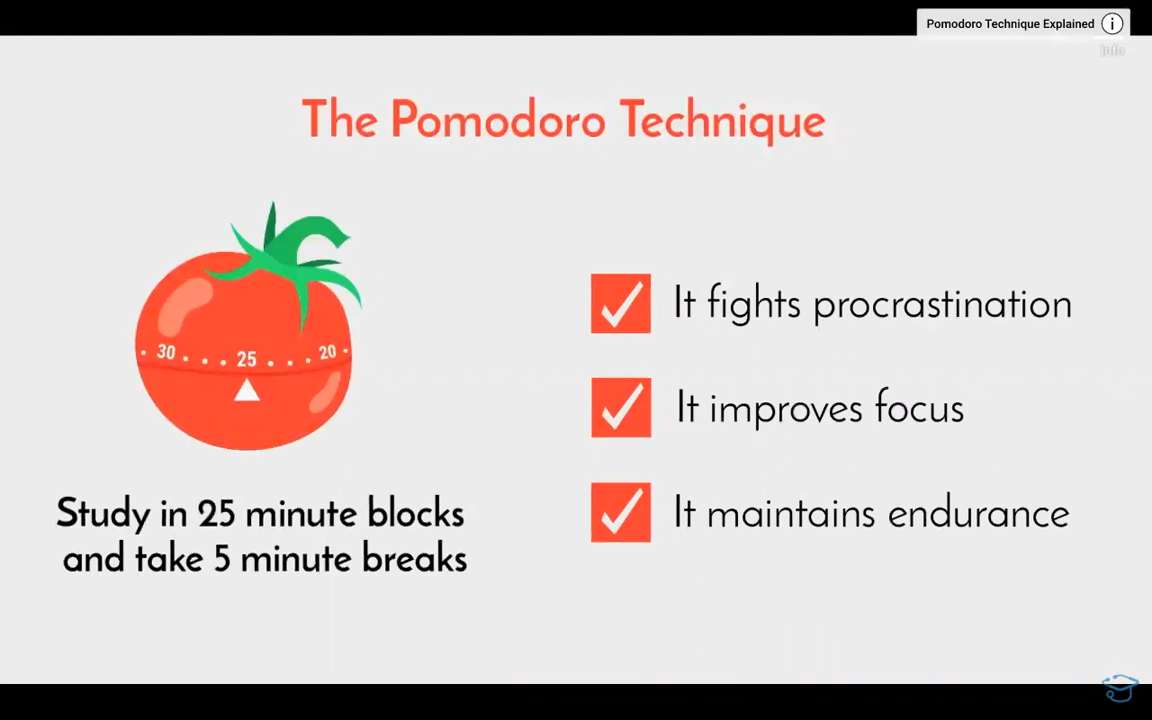 Pomodoro Technique Explained
info
The Pomodoro Technique
30 25 20
Study in 25 minute blocks
and take 5 minute breaks
It fights procrastination
It improves focus
It maintains endurance